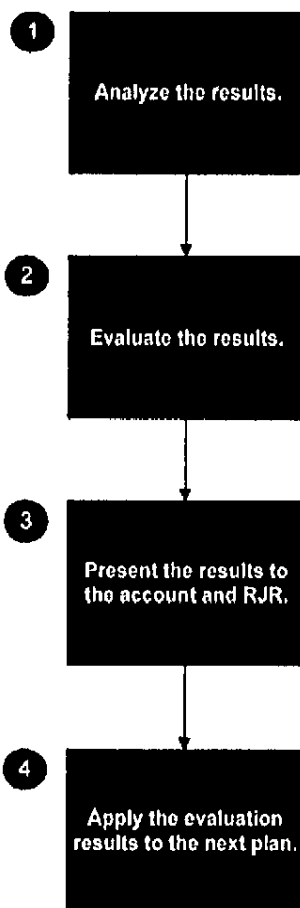 1
Analyze the results.
2
Evaluate the results.
3
Present the results to
the account and RJR.
4
Apply the evaluation
results to the next plan.